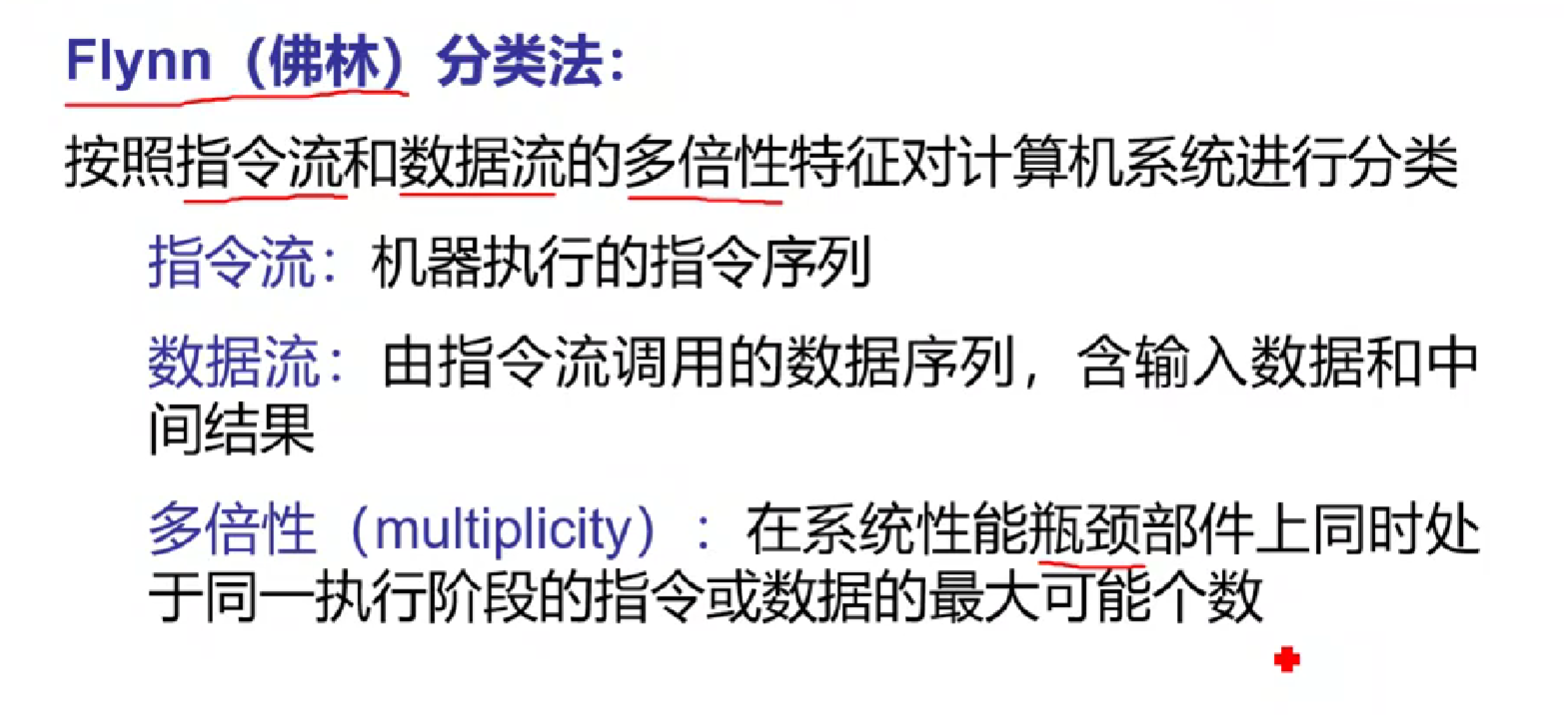 Flynn（佛林）分类法：
按照指令流和数据流的多倍性特征对计算机系统进行分类
指令流：机器执行的指令序列
数据流：由指令流调用的数据序列，含输入数据和中
间结果
多倍性（multiplicity）：在系统性能瓶颈部件上同时处
于同一执行阶段的指令或数据的最大可能个数